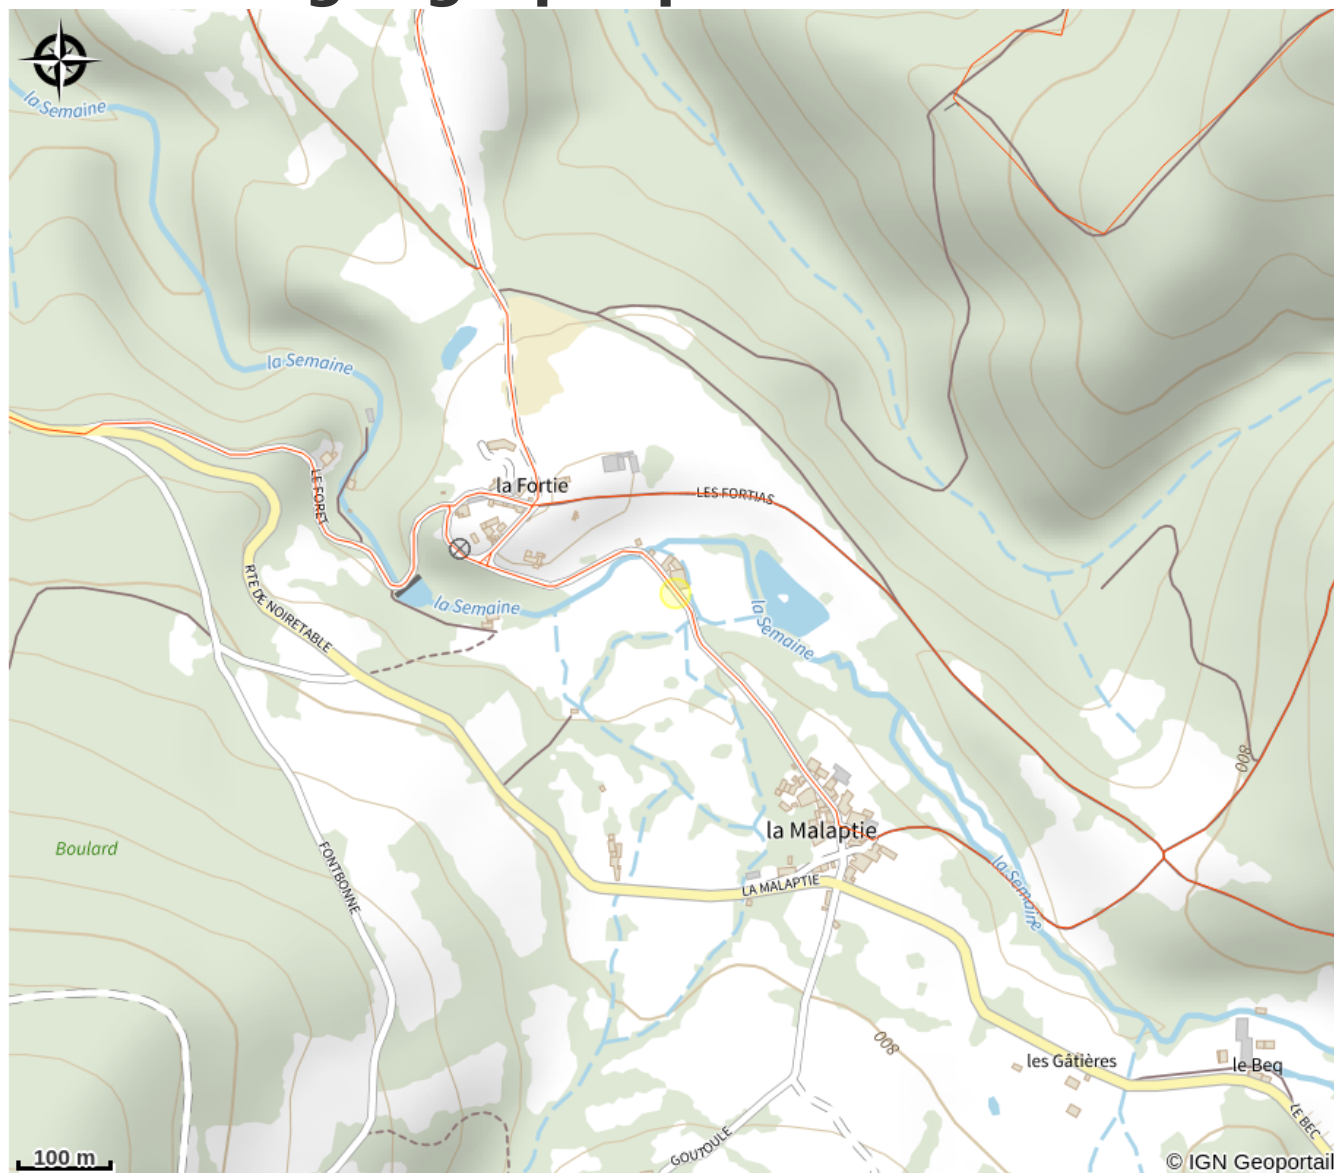 la Semaine
la Semaine
LE FORET
la Fortie
LES FORTIAS
RTE DE NOIRETABLE
la Semaine
la Semaine
800
la Malaptie
Boulard
FONTBONNE
LA MALAPTIE
la Semaine
800
les Gâtières
le Beq
LE BEC
GOUTOULE
100 m
© IGN Geoportail